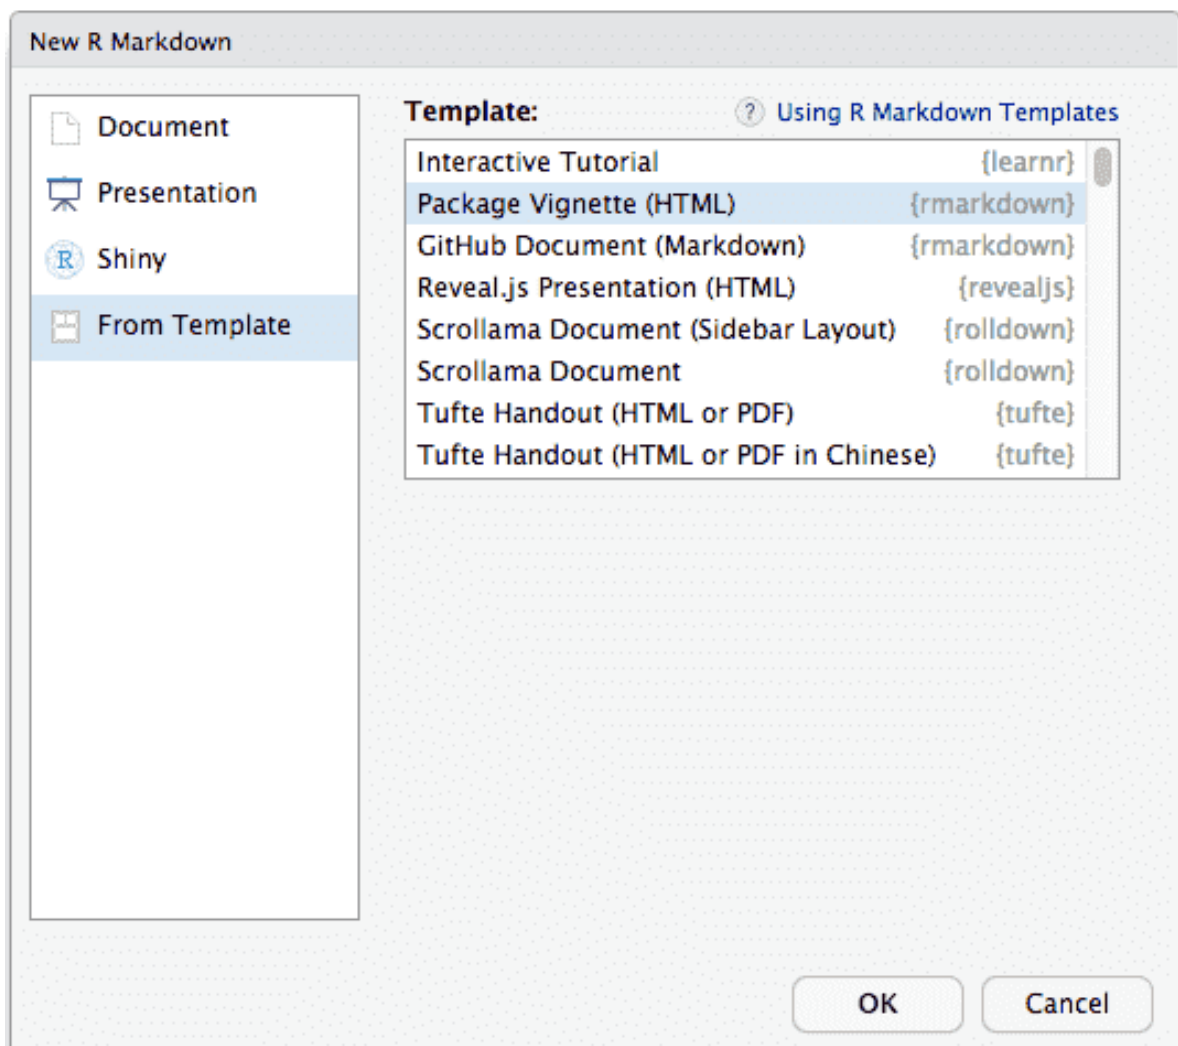 New R Markdown
Document
Presentation
R Shiny
From Template
Template: ? Using R Markdown Templates
Interactive Tutorial {learnr}
Package Vignette (HTML) {rmarkdown}
GitHub Document (Markdown) {rmarkdown}
Reveal.js Presentation (HTML) {revealjs}
Scrollama Document (Sidebar Layout) {rolldown}
Scrollama Document {rolldown}
Tufte Handout (HTML or PDF) {tufte}
Tufte Handout (HTML or PDF in Chinese) {tufte}
OK Cancel